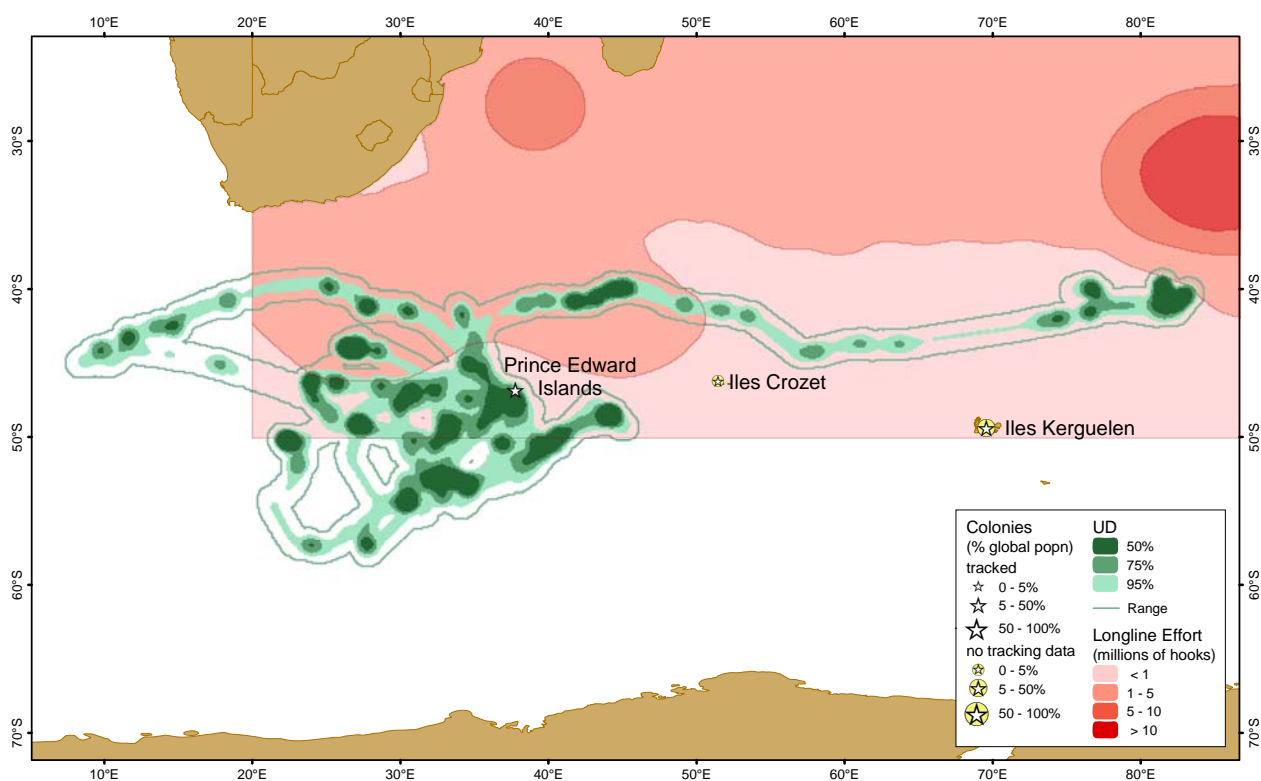 10°E 20°E 30°E 40°E 50°E 60°E 70°E 80°E
30°S 30°S
40°S 40°S
Prince Edward
Islands
Iles Crozet
Iles Kerguelen
50°S 50°S
60°S 60°S
70°S 70°S
Colonies
(% global popn)
tracked
0 - 5%
5 - 50%
50 - 100%
no tracking data
0 - 5%
5 - 50%
50 - 100%
UD
50%
75%
95%
Range
Longline Effort
(millions of hooks)
< 1
1 - 5
5 - 10
> 10
10°E 20°E 30°E 40°E 50°E 60°E 70°E 80°E